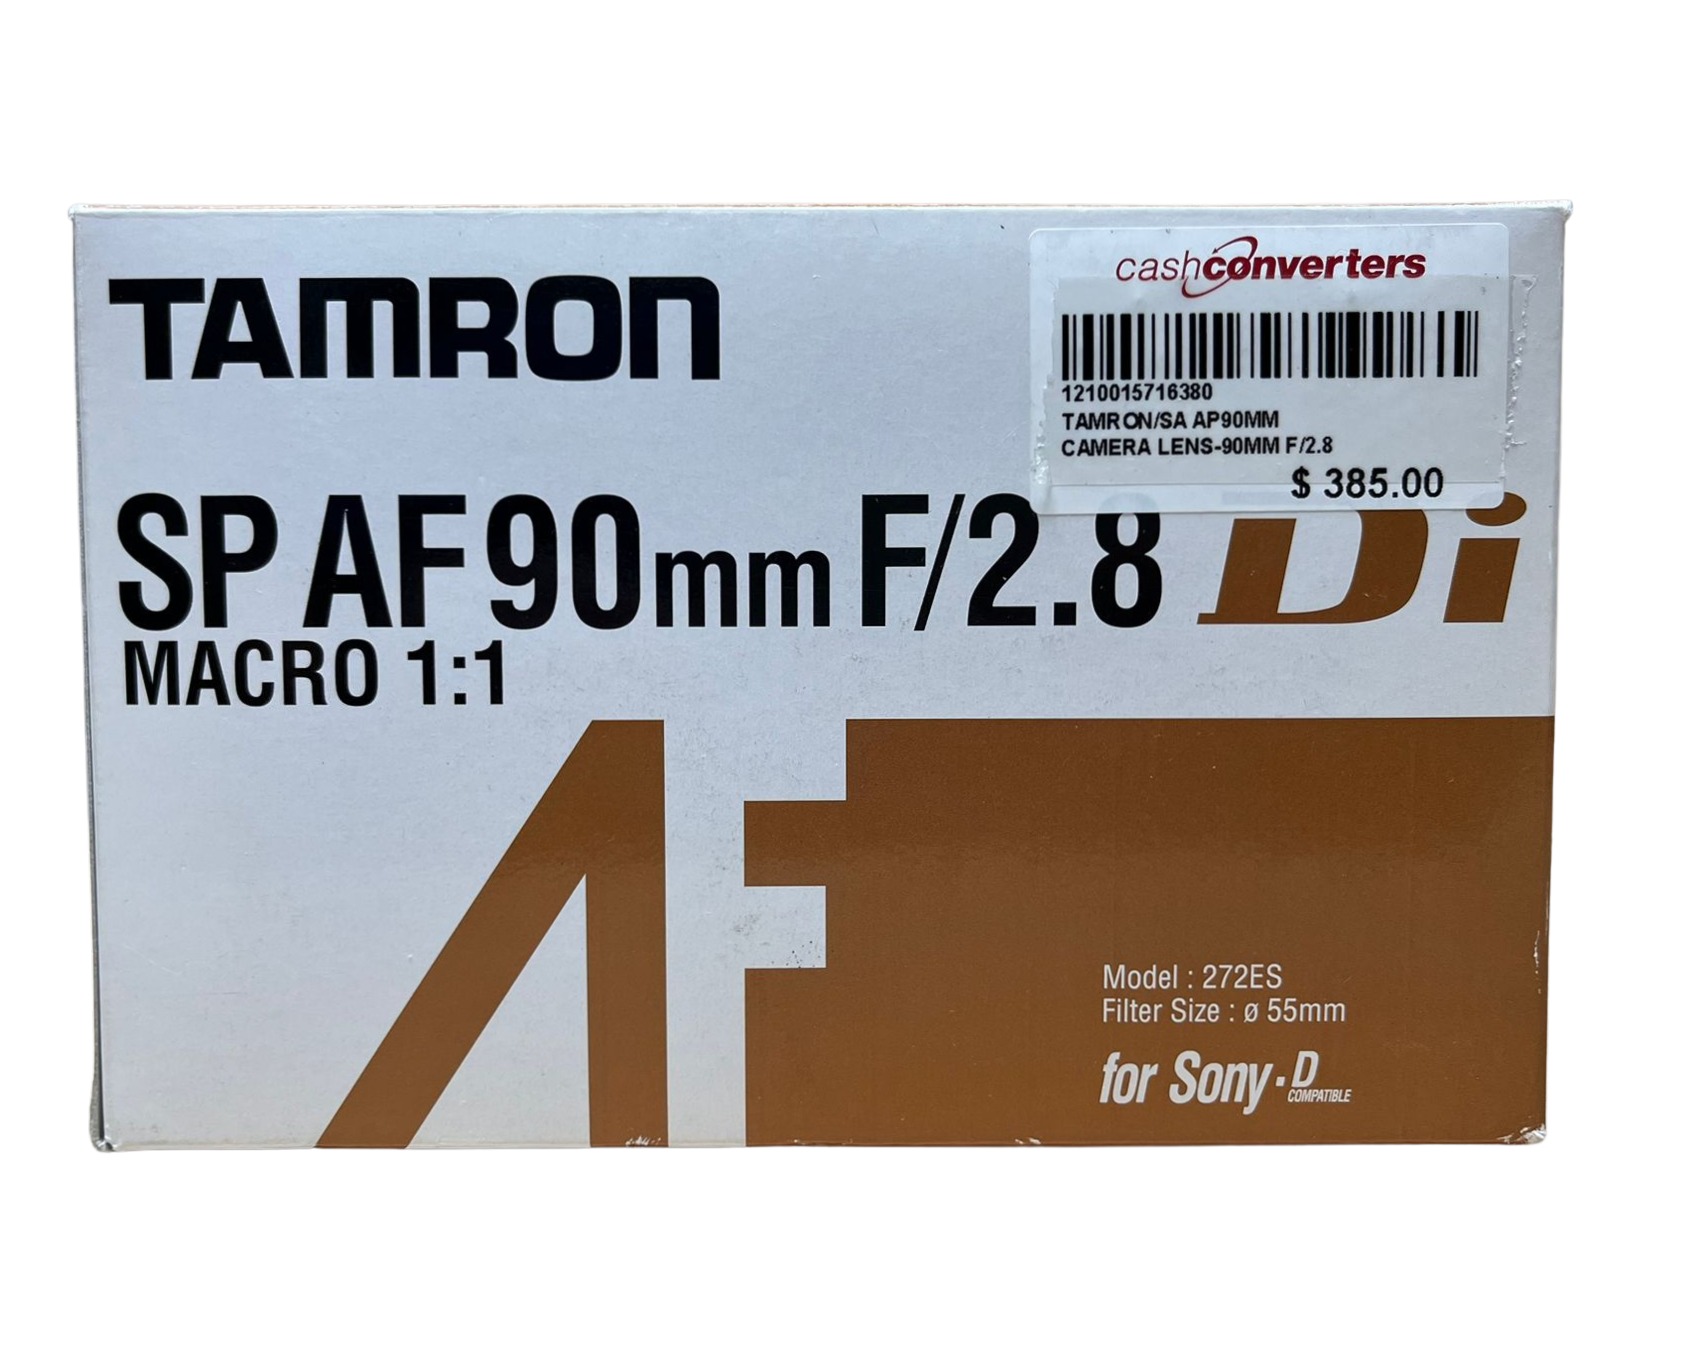 TAMRON
cashconverters
1210015716380
TAMRON/SA AP90MM
CAMERA LENS-90MM F/2.8
$ 385.00
SP AF 90mm F/2.8 Di
MACRO 1:1
AF
Model : 272ES
Filter Size : ø 55mm
for Sony·D
COMPATIBLE